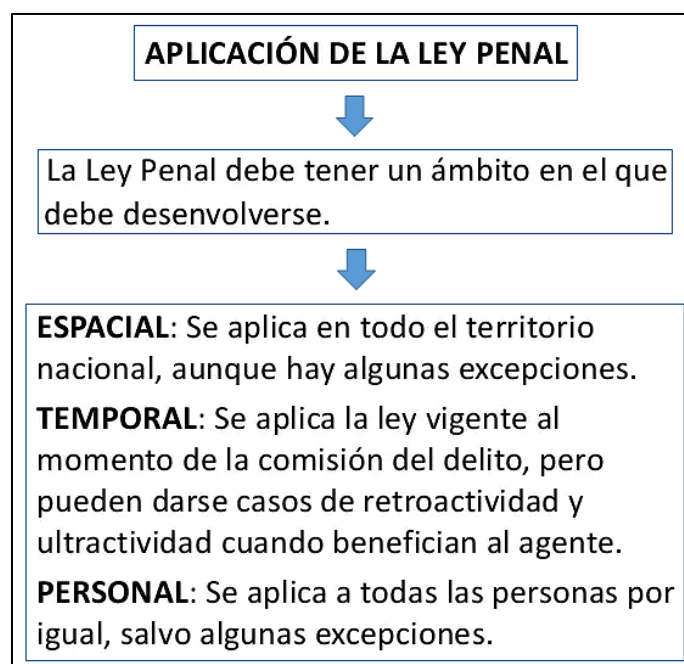 APLICACIÓN DE LA LEY PENAL
La Ley Penal debe tener un ámbito en el que
debe desenvolverse.
ESPACIAL: Se aplica en todo el territorio
nacional, aunque hay algunas excepciones.
TEMPORAL: Se aplica la ley vigente al
momento de la comisión del delito, pero
pueden darse casos de retroactividad y
ultractividad cuando benefician al agente.
PERSONAL: Se aplica a todas las personas por
igual, salvo algunas excepciones.